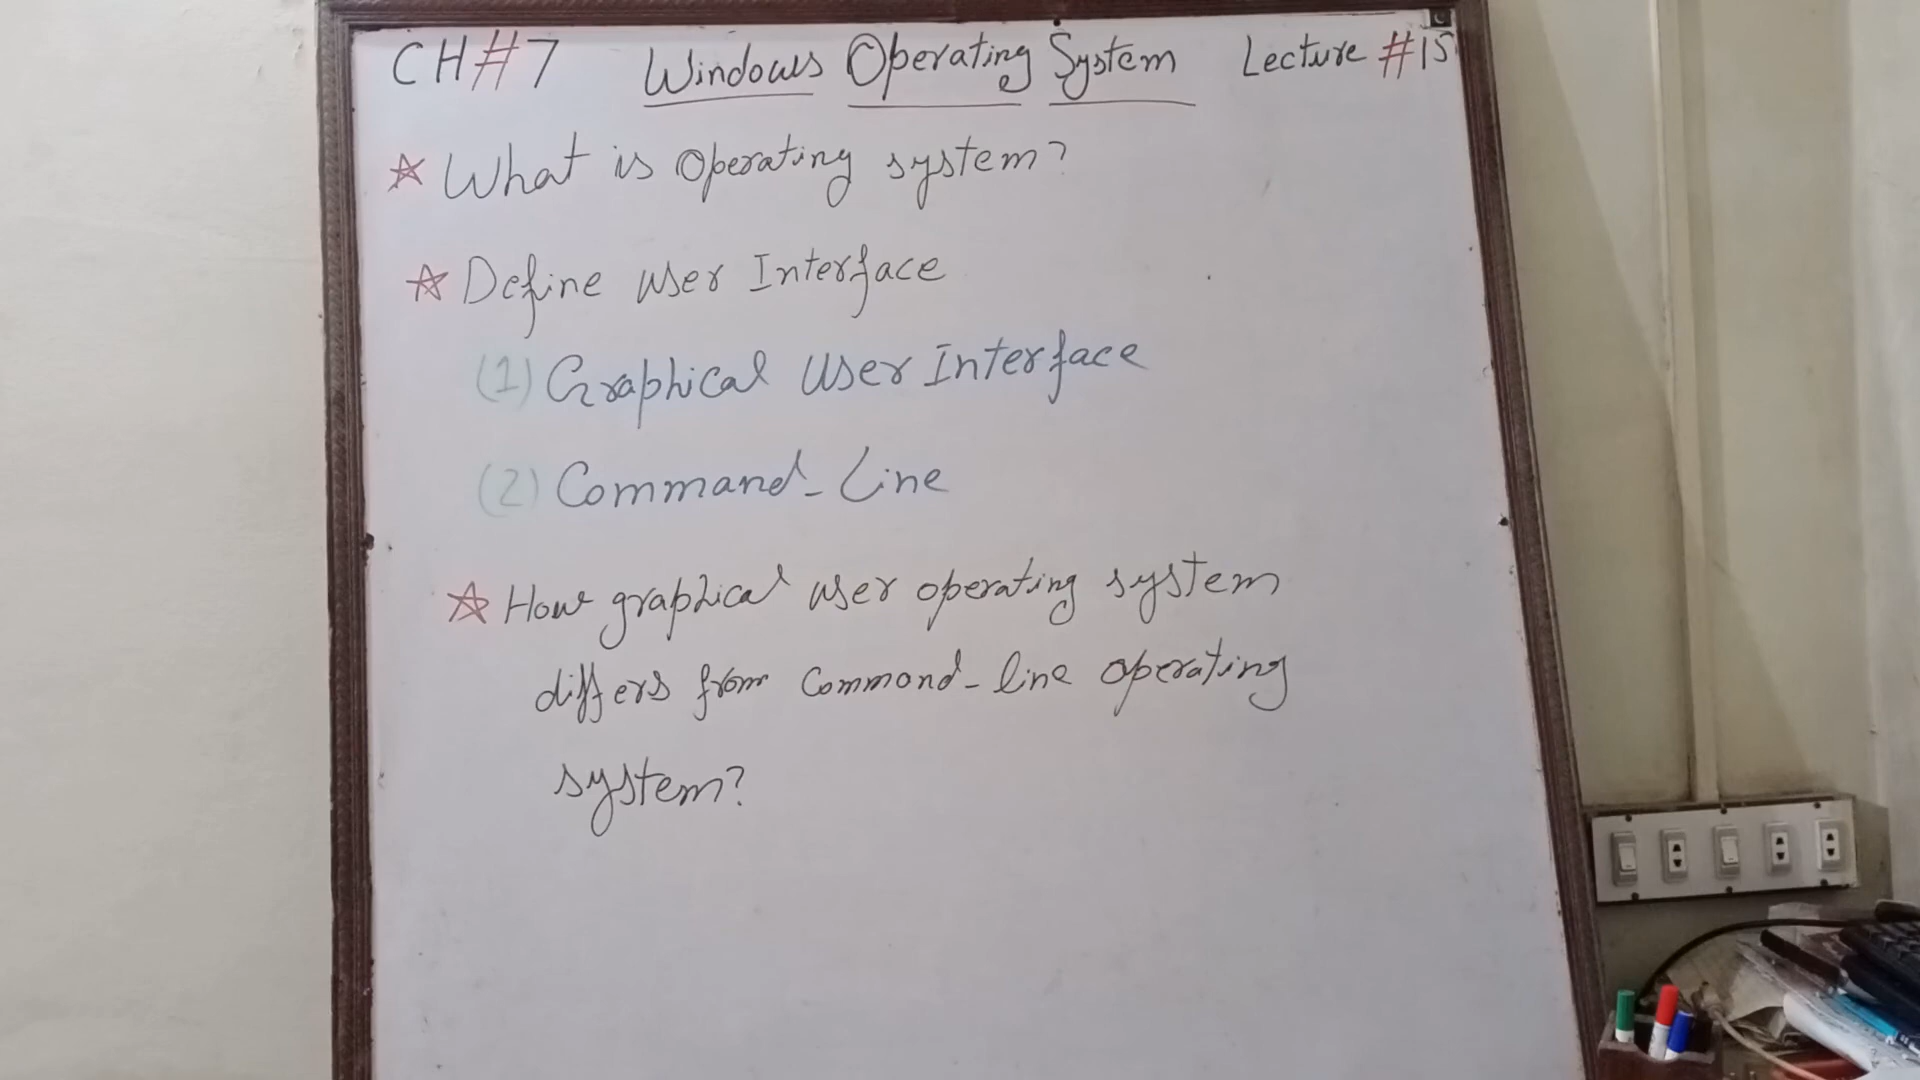 CH#7 Windows Operating System Lecture #15
☆ What is Operating system?
☆ Define User Interface
(1) Graphical User Interface
(2) Command-Line
☆ How graphical user operating system
differs from Command-line operating
system?